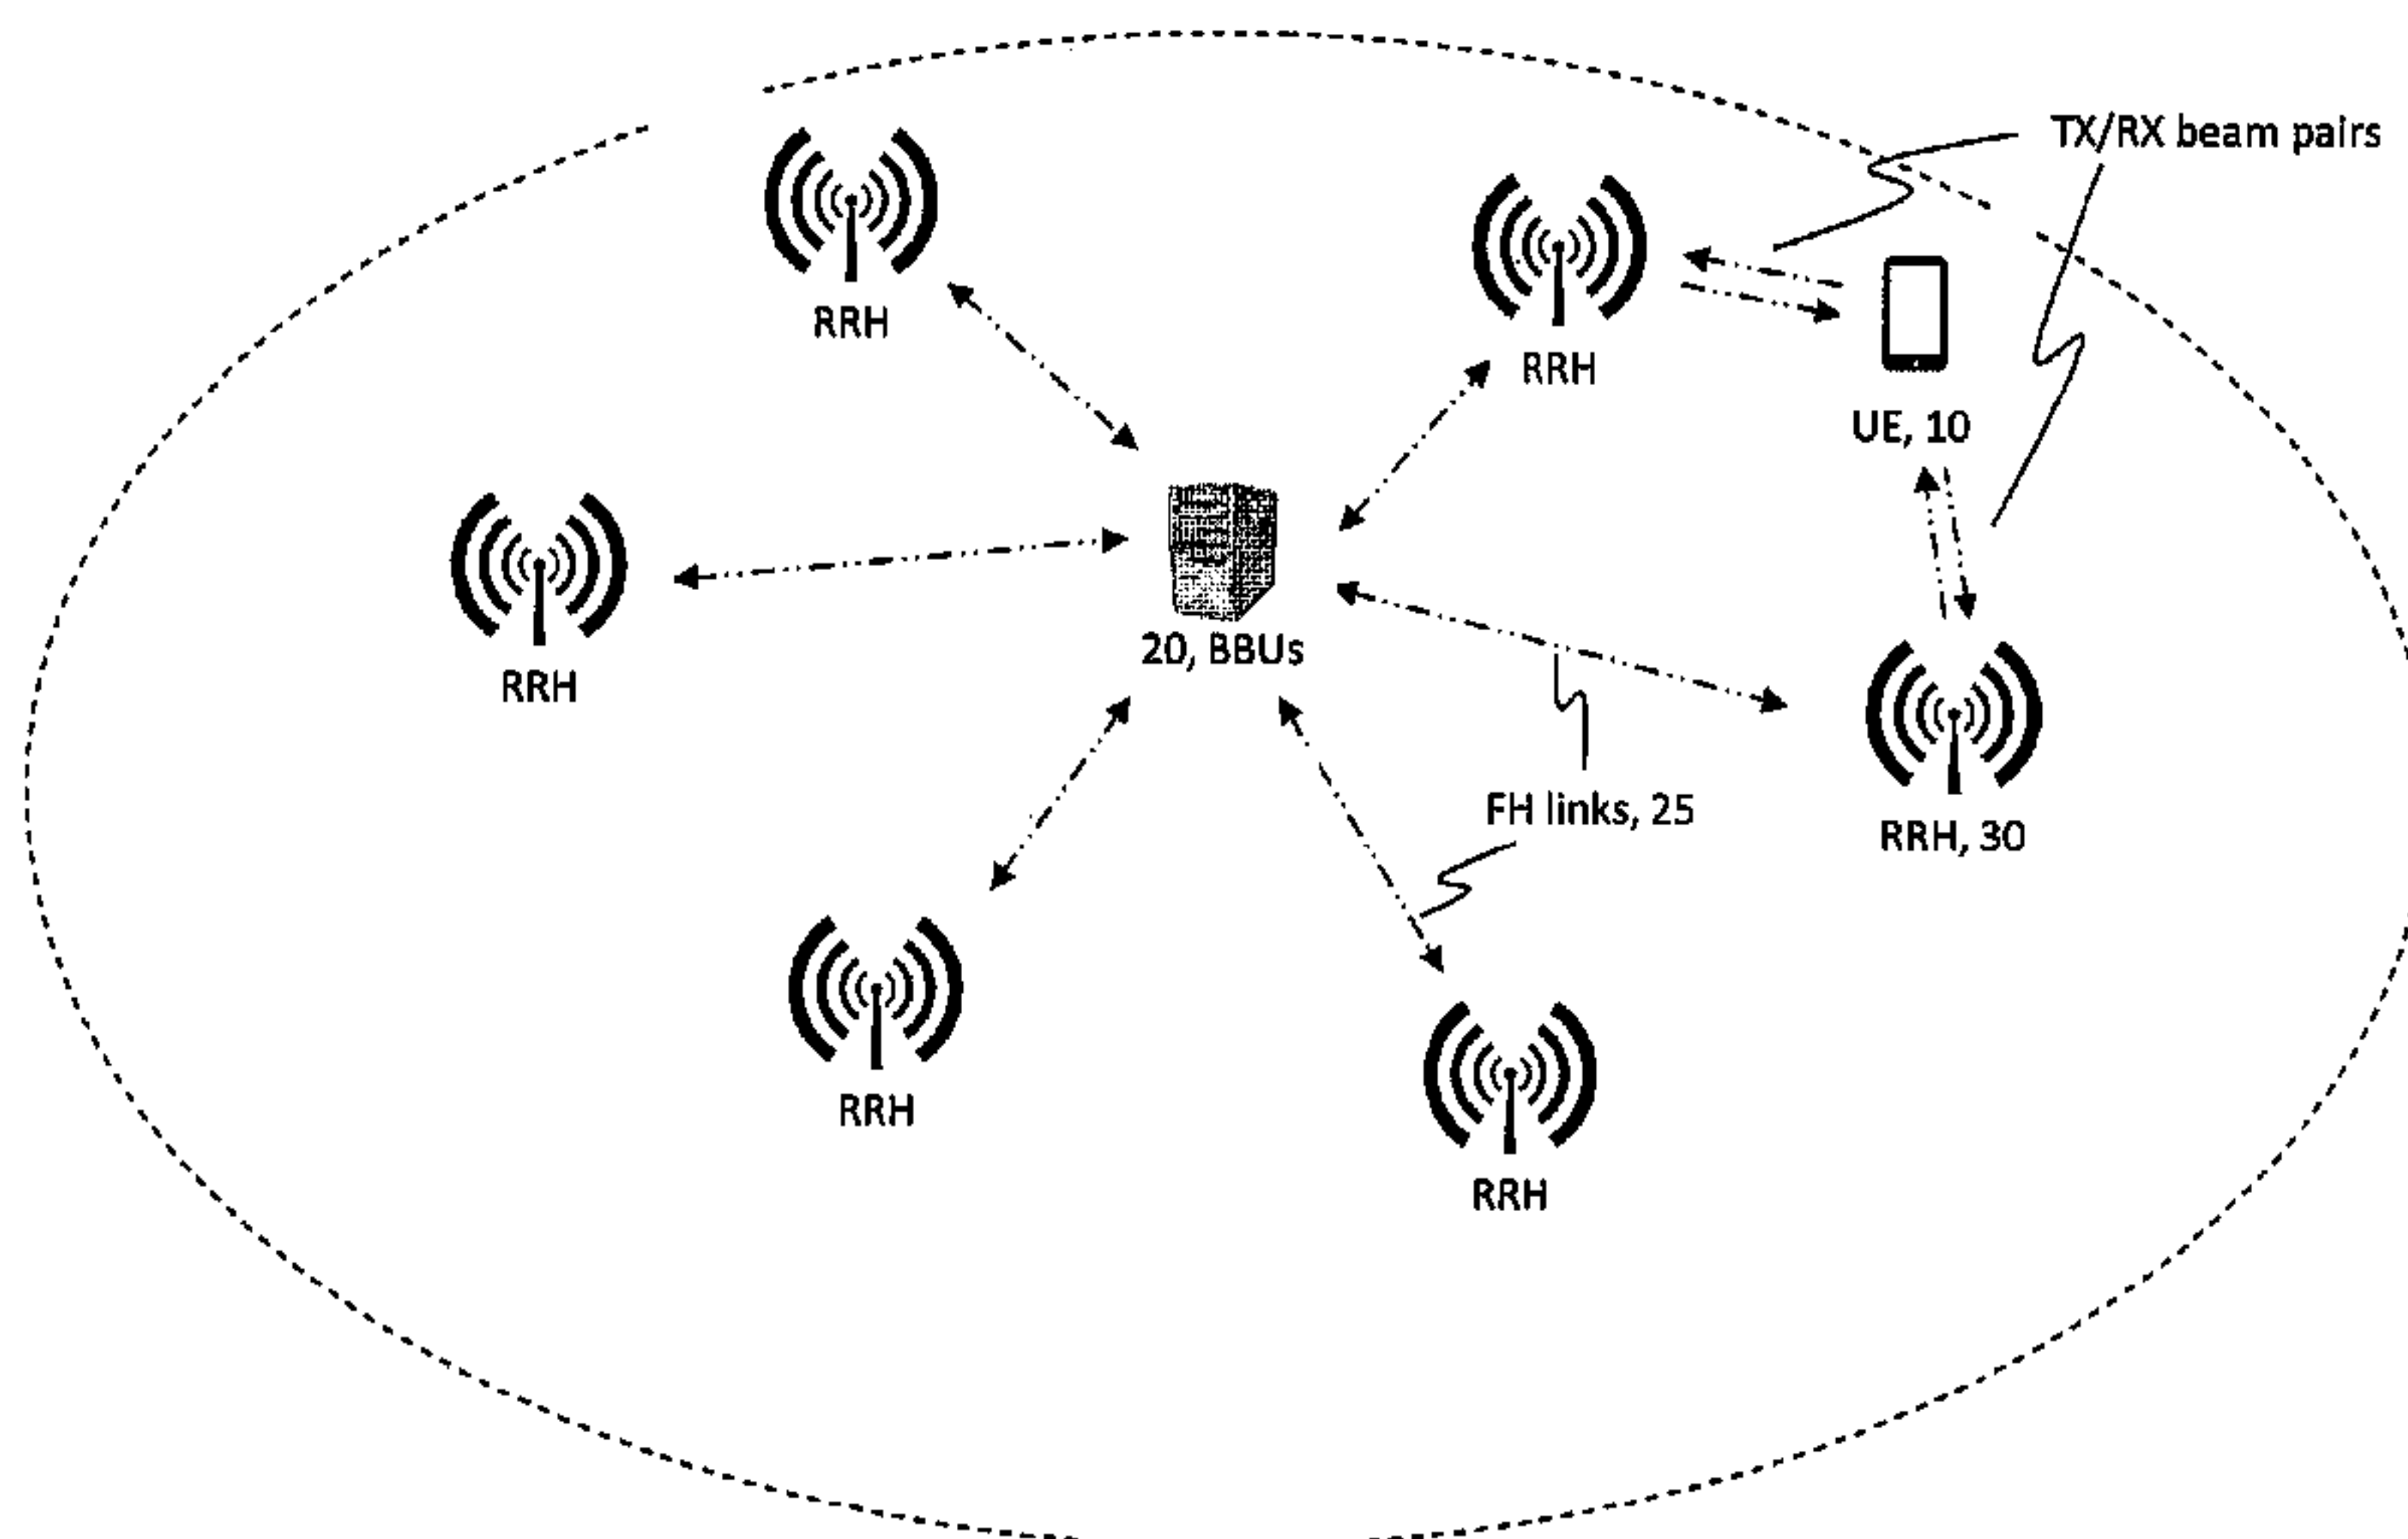 TX/RX beam pairs
RRH
RRH
UE, 10
RRH
20, BBUs
FH links, 25
RRH, 30
RRH
RRH